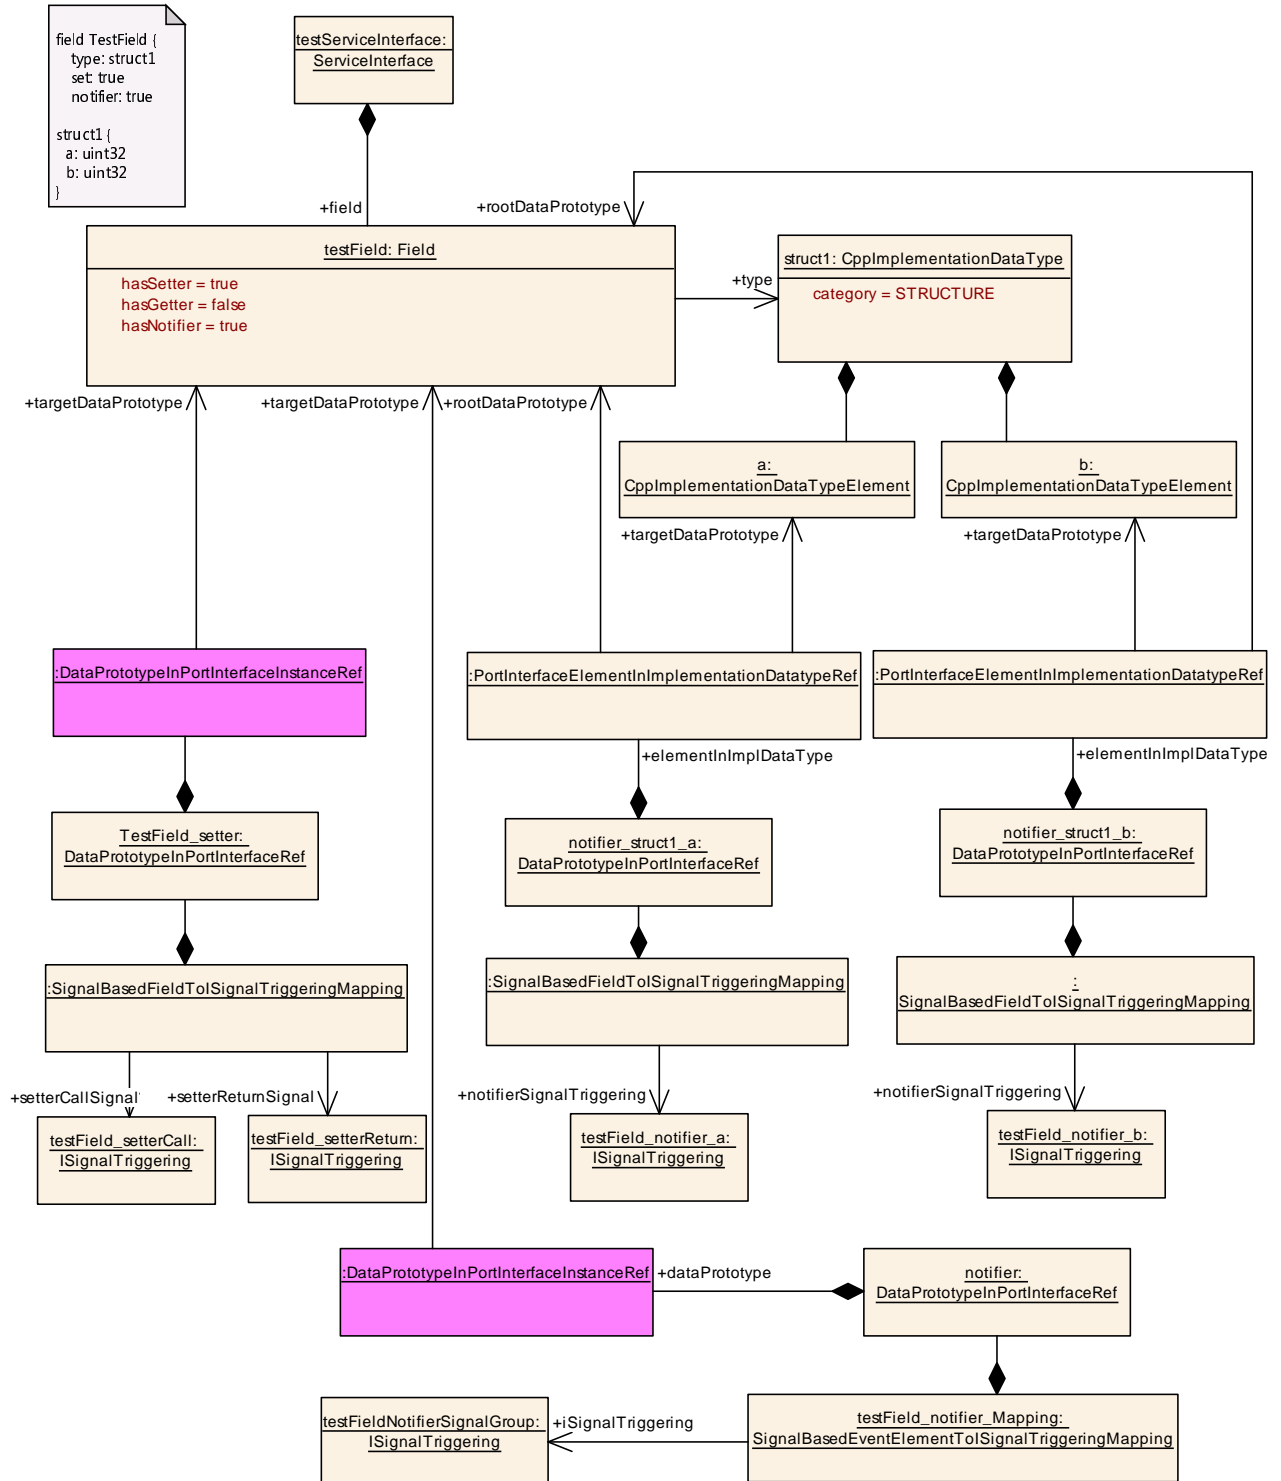 field TestField {
type: struct1
set: true
notifier: true
struct1 {
a: uint32
b: uint32
}
testServiceInterface:
ServiceInterface
+field
+rootDataPrototype
testField: Field
hasSetter = true
hasGetter = false
hasNotifier = true
+type
struct1: CppImplementationDataType
category = STRUCTURE
+targetDataPrototype
+targetDataPrototype
+rootDataPrototype
a:
CppImplementationDataTypeElement
b:
CppImplementationDataTypeElement
+targetDataPrototype
+targetDataPrototype
:DataPrototypeInPortInterfaceInstanceRef
:PortInterfaceElementInImplementationDatatypeRef
:PortInterfaceElementInImplementationDatatypeRef
+elementInImplDataType
+elementInImplDataType
TestField_setter:
DataPrototypeInPortInterfaceRef
notifier_struct1_a:
DataPrototypeInPortInterfaceRef
notifier_struct1_b:
DataPrototypeInPortInterfaceRef
:SignalBasedFieldToISignalTriggeringMapping
:SignalBasedFieldToISignalTriggeringMapping
:
SignalBasedFieldToISignalTriggeringMapping
+setterCallSignal
+setterReturnSignal
+notifierSignalTriggering
+notifierSignalTriggering
testField_setterCall:
ISignalTriggering
testField_setterReturn:
ISignalTriggering
testField_notifier_a:
ISignalTriggering
testField_notifier_b:
ISignalTriggering
:DataPrototypeInPortInterfaceInstanceRef
+dataPrototype
notifier:
DataPrototypeInPortInterfaceRef
testFieldNotifierSignalGroup:
ISignalTriggering
+iSignalTriggering
testField_notifier_Mapping:
SignalBasedEventElementToISignalTriggeringMapping